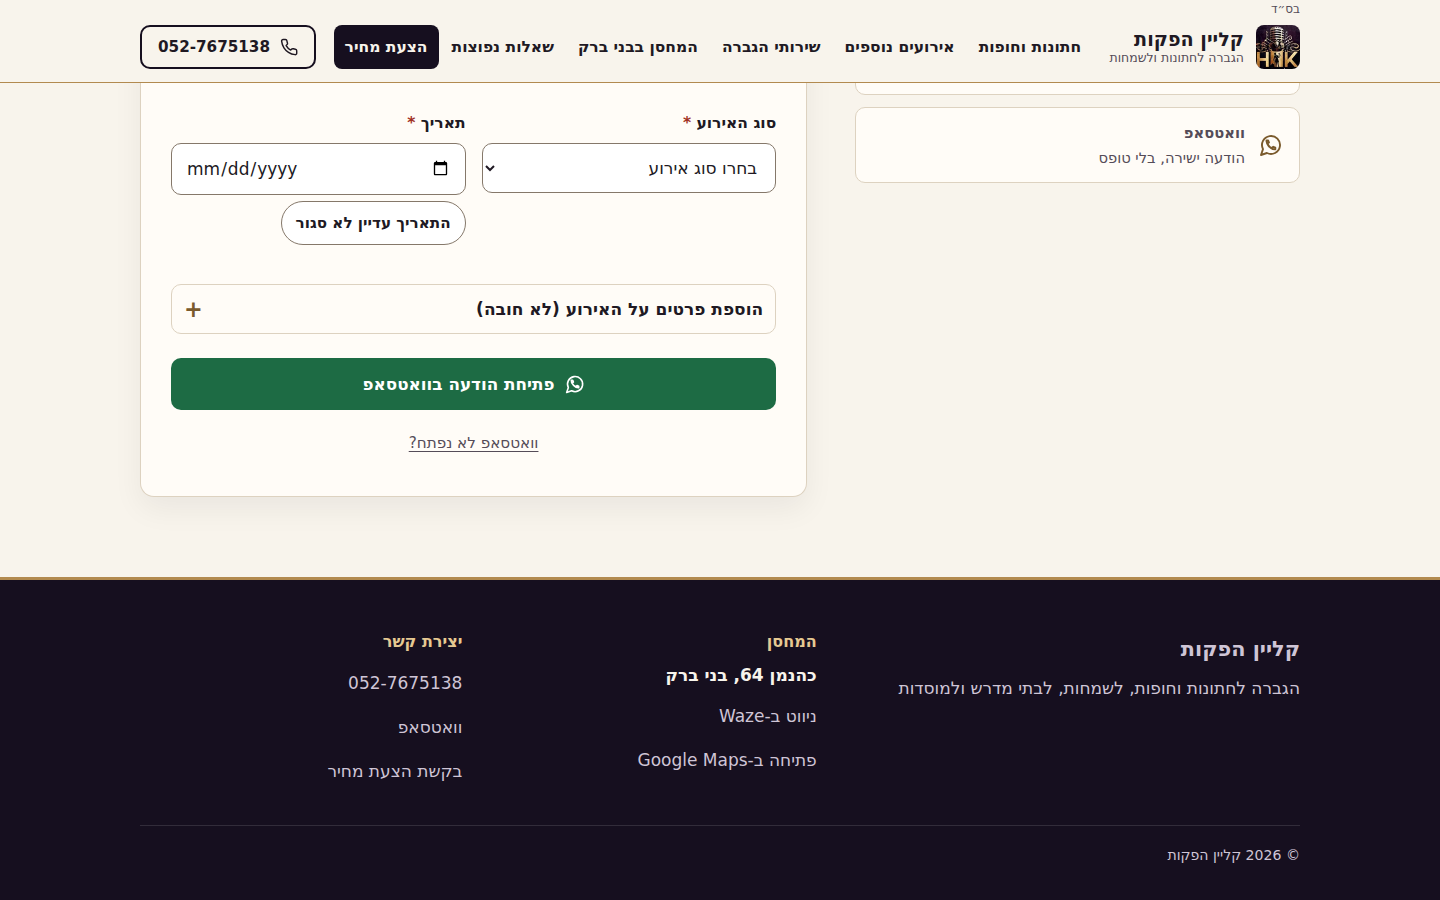 בס״ד
קליין הפקות
הגברה לחתונות ולשמחות
חתונות וחופות
אירועים נוספים
שירותי הגברה
המחסן בבני ברק
שאלות נפוצות
הצעת מחיר
052-7675138
וואטסאפ
הודעה ישירה, בלי טופס
סוג האירוע *
בחרו סוג אירוע
תאריך *
mm/dd/yyyy
התאריך עדיין לא סגור
הוספת פרטים על האירוע (לא חובה)
+
פתיחת הודעה בוואטסאפ
וואטסאפ לא נפתח?
קליין הפקות
הגברה לחתונות וחופות, לשמחות, לבתי מדרש ולמוסדות
המחסן
כהנמן 64, בני ברק
ניווט ב-Waze
פתיחה ב-Google Maps
יצירת קשר
052-7675138
וואטסאפ
בקשת הצעת מחיר
© 2026 קליין הפקות